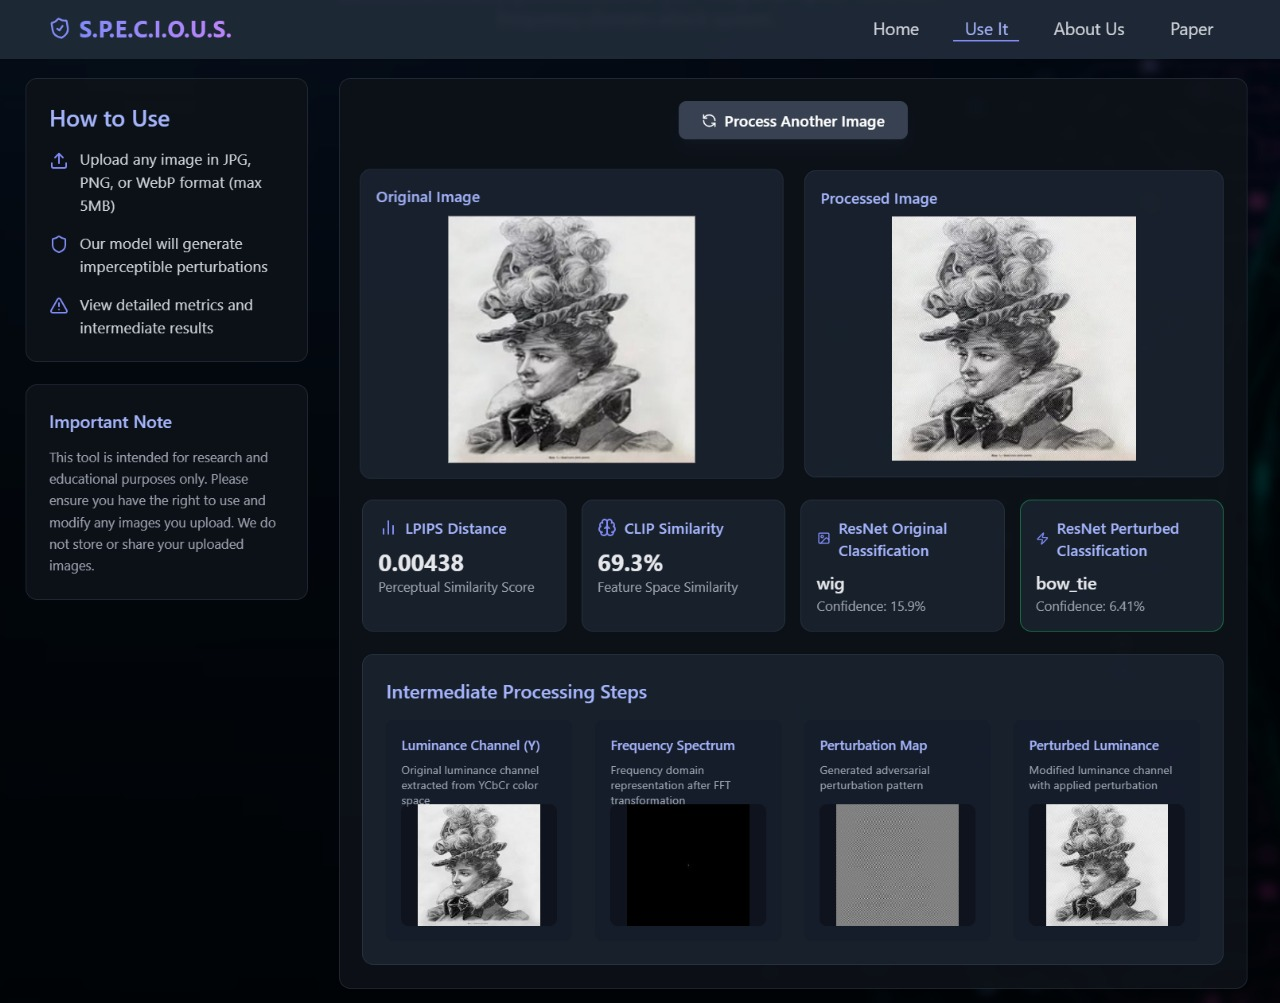 S.P.E.C.I.O.U.S.
Home
Use It
About Us
Paper
How to Use
Upload any image in JPG,
PNG, or WebP format (max
5MB)
Our model will generate
imperceptible perturbations
View detailed metrics and
intermediate results
Important Note
This tool is intended for research and
educational purposes only. Please
ensure you have the right to use and
modify any images you upload. We do
not store or share your uploaded
images.
Process Another Image
Original Image
Processed Image
LPIPS Distance
0.00438
Perceptual Similarity Score
CLIP Similarity
69.3%
Feature Space Similarity
ResNet Original
Classification
wig
Confidence: 15.9%
ResNet Perturbed
Classification
bow_tie
Confidence: 6.41%
Intermediate Processing Steps
Luminance Channel (Y)
Original luminance channel
extracted from YCbCr color
space
Frequency Spectrum
Frequency domain
representation after FFT
transformation
Perturbation Map
Generated adversarial
perturbation pattern
Perturbed Luminance
Modified luminance channel
with applied perturbation